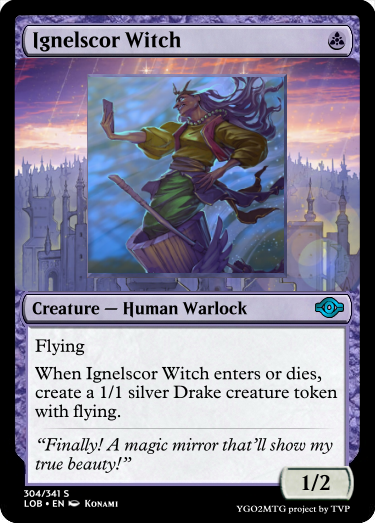 Ignelscor Witch
Creature — Human Warlock
Flying
When Ignelscor Witch enters or dies,
create a 1/1 silver Drake creature token
with flying.
“Finally! A magic mirror that’ll show my
true beauty!”
1/2
304/341 S
LOB • EN Konami
YGO2MTG project by TVP